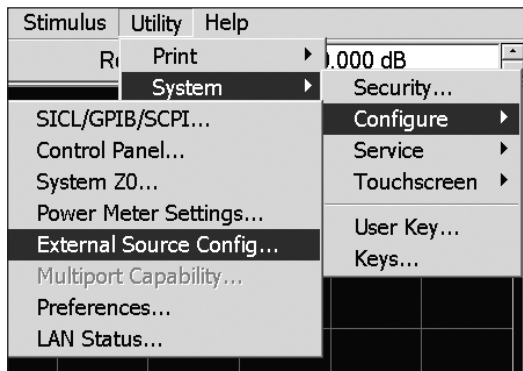 Stimulus Utility Help
Print
.000 dB
System
Security...
SICL/GPIB/SCPI...
Configure
Control Panel...
Service
System Z0...
Touchscreen
Power Meter Settings...
User Key...
External Source Config...
Keys...
Multiport Capability...
Preferences...
LAN Status...